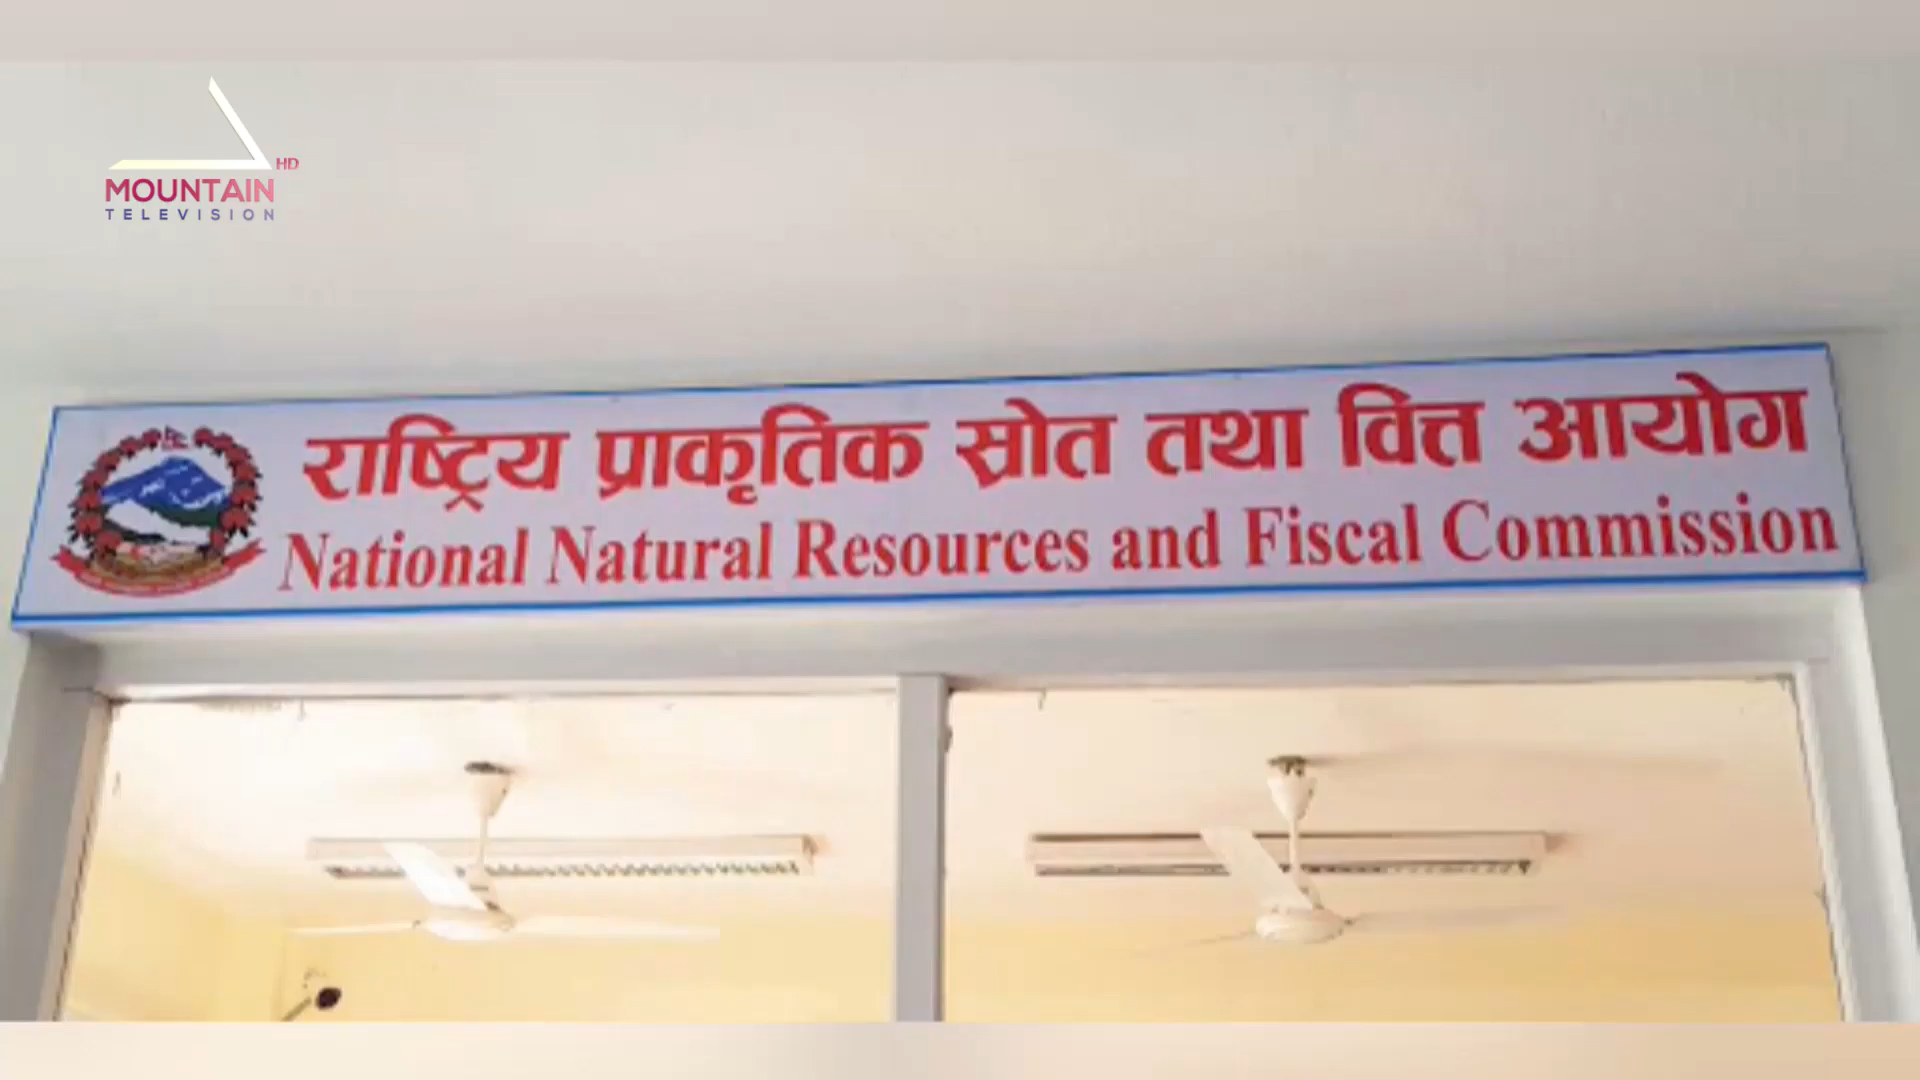 HD
MOUNTAIN
TELEVISION
राष्ट्रिय प्राकृतिक स्रोत तथा वित्त आयोग
National Natural Resources and Fiscal Commission